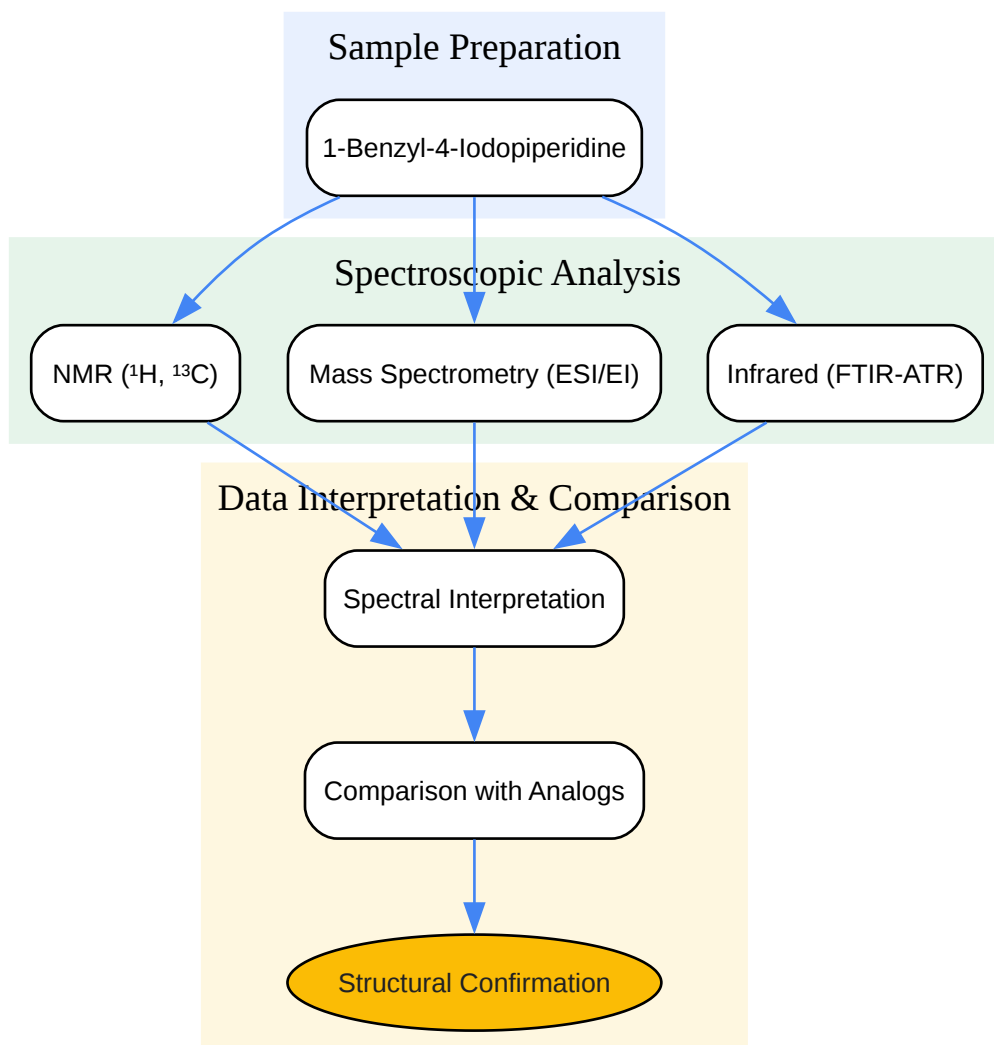 Sample Preparation
1-Benzyl-4-Iodopiperidine
Spectroscopic Analysis
NMR (¹H, ¹³C)
Mass Spectrometry (ESI/EI)
Infrared (FTIR-ATR)
Data Interpretation & Comparison
Spectral Interpretation
Comparison with Analogs
Structural Confirmation